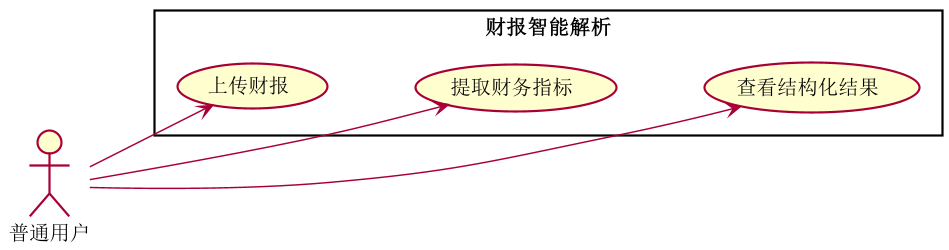 财报智能解析
上传财报
提取财务指标
查看结构化结果
普通用户